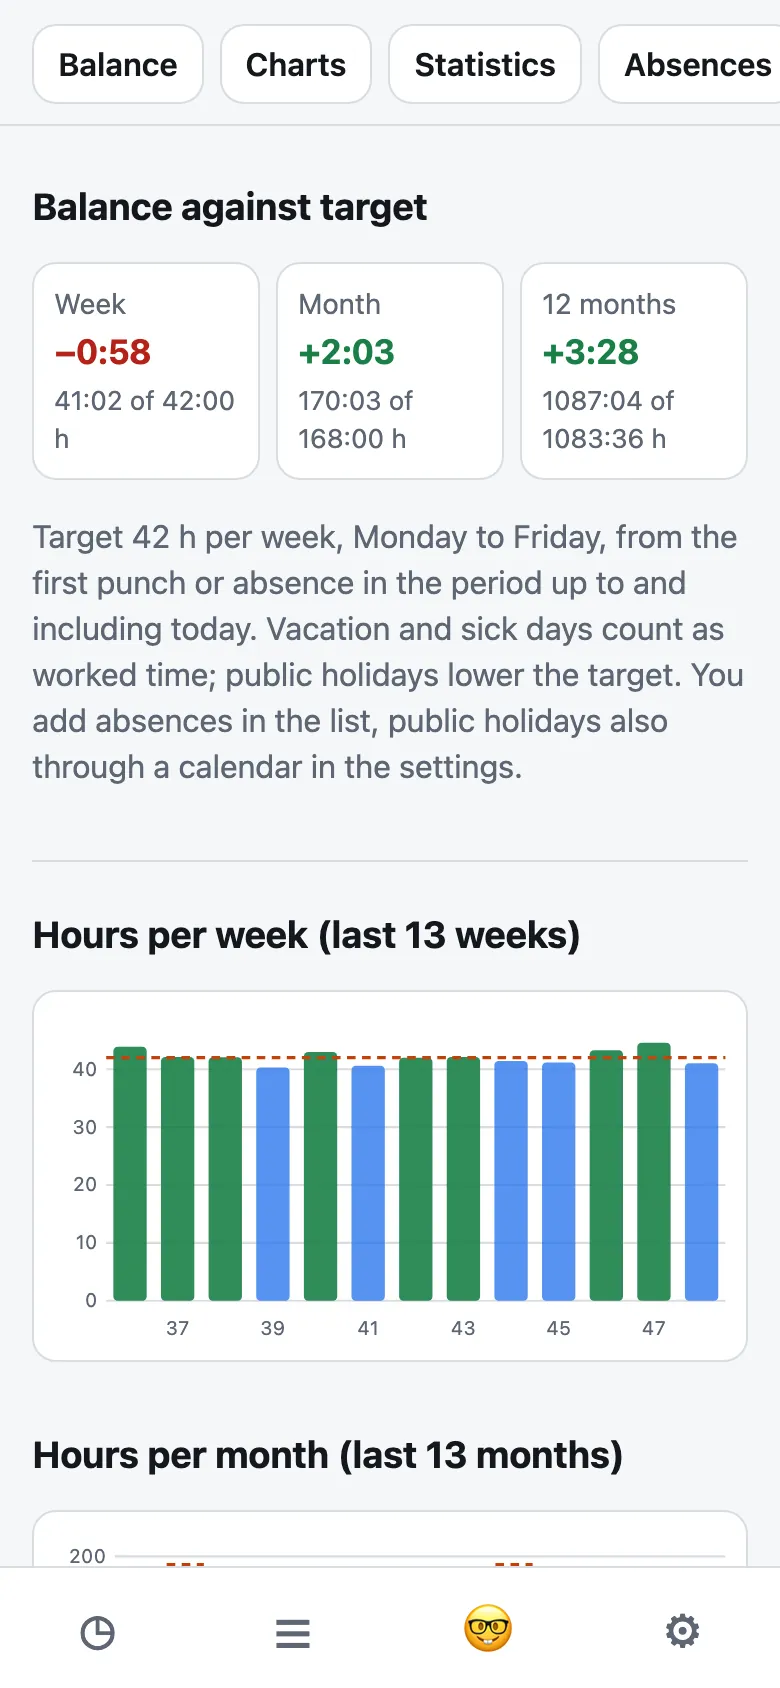 Balance Charts Statistics Absences
Balance against target
Week
−0:58
41:02 of 42:00
h
Month
+2:03
170:03 of
168:00 h
12 months
+3:28
1087:04 of
1083:36 h
Target 42 h per week, Monday to Friday, from the
first punch or absence in the period up to and
including today. Vacation and sick days count as
worked time; public holidays lower the target. You
add absences in the list, public holidays also
through a calendar in the settings.
Hours per week (last 13 weeks)
40
30
20
10
0
37 39 41 43 45 47
Hours per month (last 13 months)
200